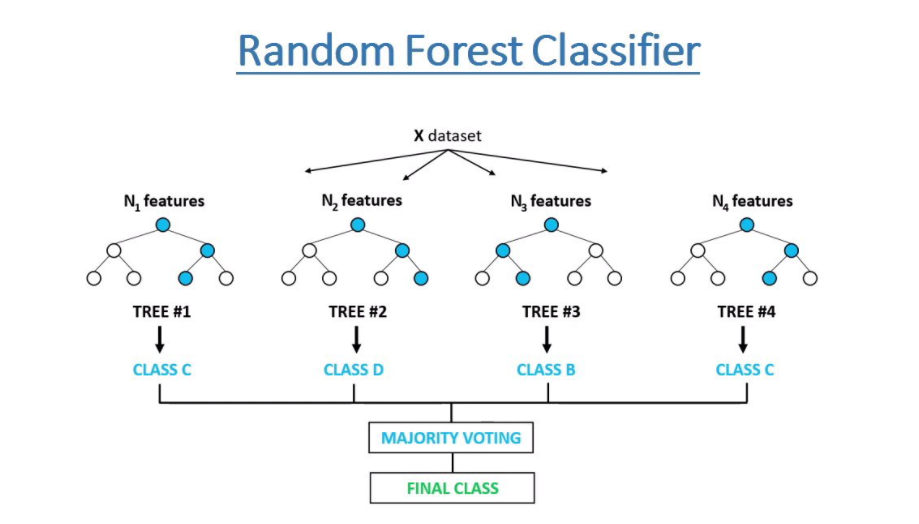 Random Forest Classifier
X dataset
N1 features
N2 features
N3 features
N4 features
TREE #1
TREE #2
TREE #3
TREE #4
CLASS C
CLASS D
CLASS B
CLASS C
MAJORITY VOTING
FINAL CLASS